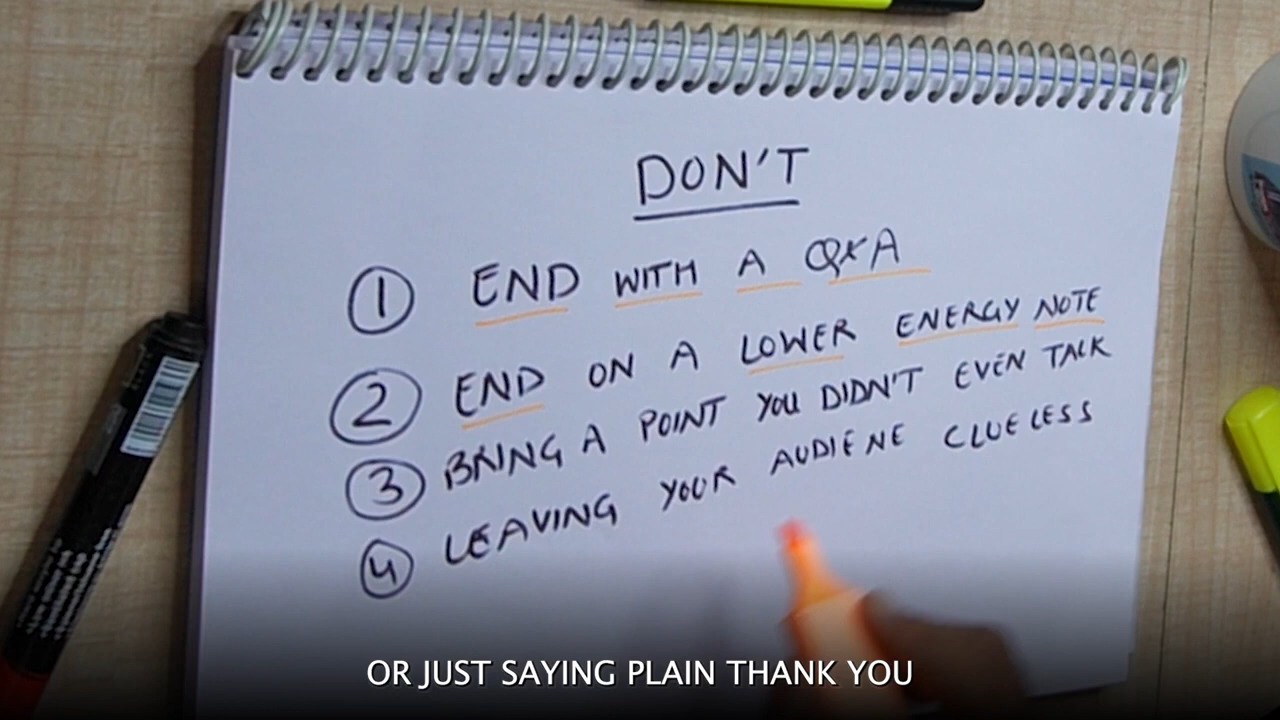 DON'T
① END WITH A Q&A
② END ON A LOWER ENERGY NOTE
③ BRING A POINT YOU DIDN'T EVEN TALK
④ LEAVING YOUR AUDIENE CLUELESS
OR JUST SAYING PLAIN THANK YOU